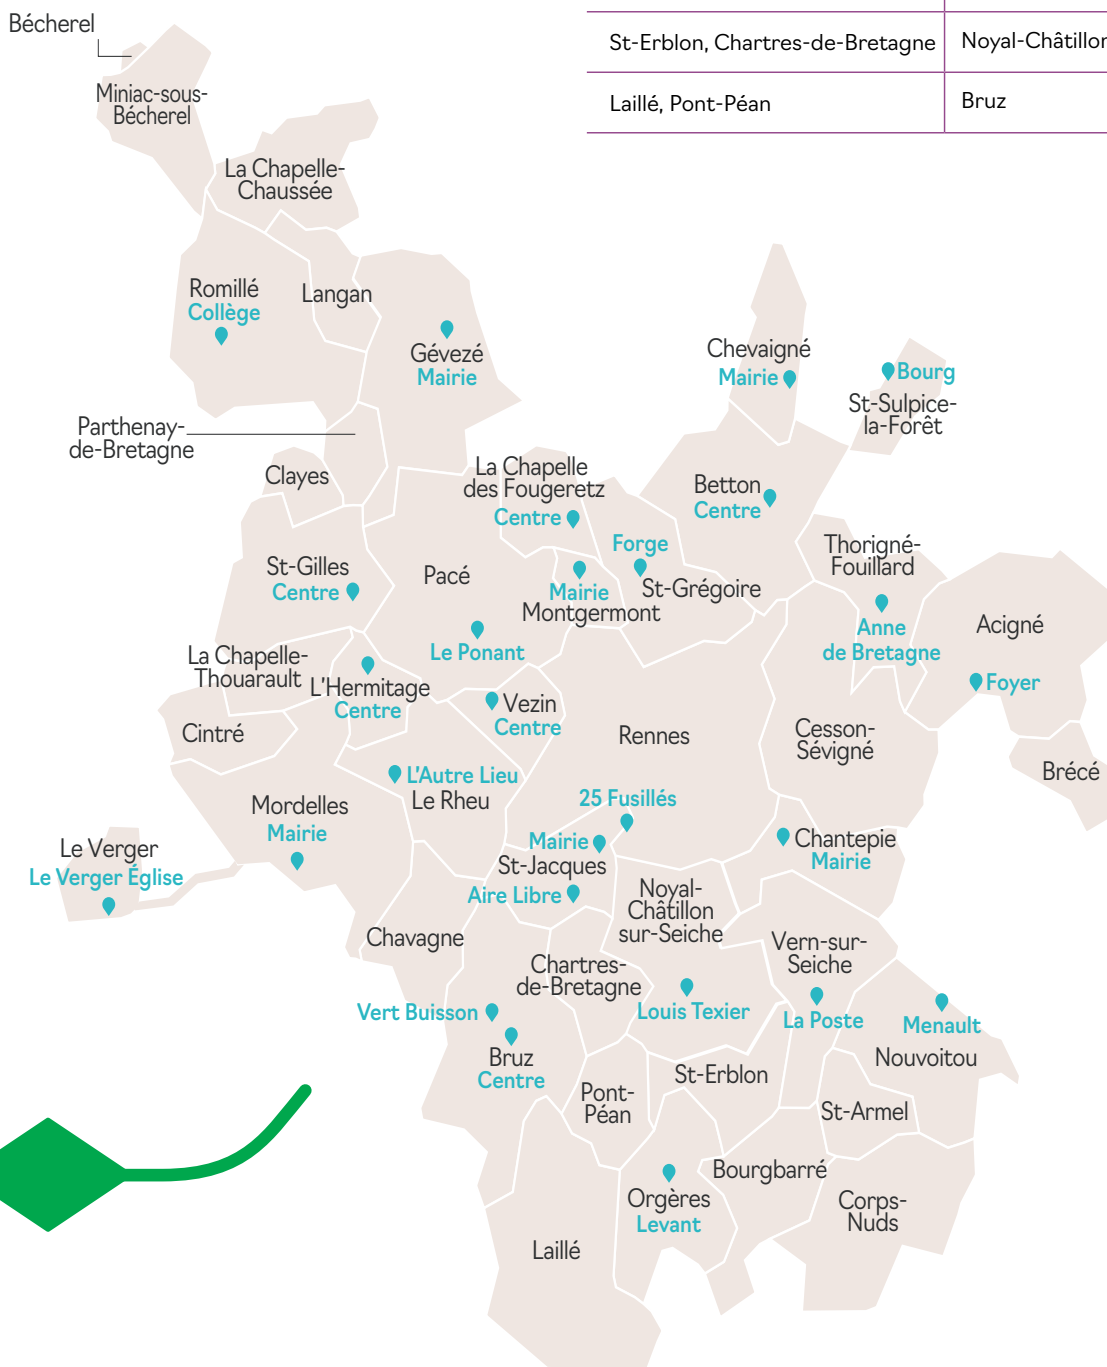 Bécherel
St-Erblon, Chartres-de-Bretagne
Noyal-Châtillon
Laillé, Pont-Péan
Bruz
Miniac-sous-
Bécherel
La Chapelle-
Chaussée
Romillé
Collège
Langan
Gévezé
Mairie
Chevaigné
Mairie
Bourg
St-Sulpice-
la-Forêt
Parthenay-
de-Bretagne
Clayes
La Chapelle
des Fougeretz
Centre
Betton
Centre
Forge
St-Grégoire
Thorigné-
Fouillard
Anne
de Bretagne
St-Gilles
Centre
Pacé
Le Ponant
Mairie
Montgermont
Acigné
Foyer
La Chapelle-
Thouarault
L'Hermitage
Centre
Vezin
Centre
Cintré
Rennes
Cesson-
Sévigné
Brécé
L'Autre Lieu
Le Rheu
Mordelles
Mairie
25 Fusillés
Mairie
St-Jacques
Aire Libre
Chantepie
Mairie
Le Verger
Le Verger Église
Noyal-
Châtillon
sur-Seiche
Louis Texier
Chavagne
Vern-sur-
Seiche
La Poste
Chartres-
de-Bretagne
Vert Buisson
Bruz
Centre
Menault
Nouvoitou
St-Erblon
Pont-
Péan
St-Armel
Bourgbarré
Orgères
Levant
Corps-
Nuds
Laillé